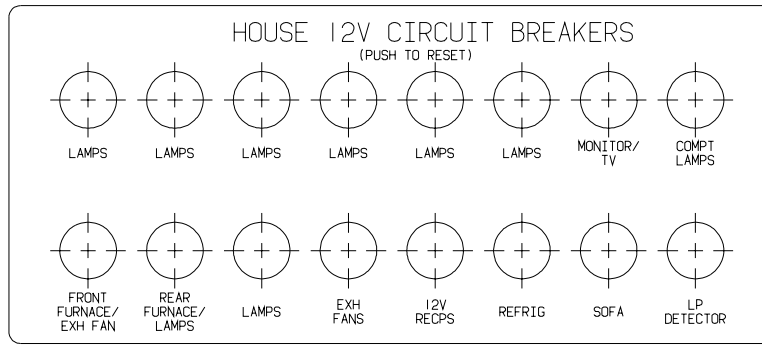 HOUSE 12V CIRCUIT BREAKERS
(PUSH TO RESET)
LAMPS
LAMPS
LAMPS
LAMPS
LAMPS
LAMPS
MONITOR/
TV
COMPT
LAMPS
FRONT
FURNACE/
EXH FAN
REAR
FURNACE/
LAMPS
LAMPS
EXH
FANS
12V
RECPS
REFRIG
SOFA
LP
DETECTOR